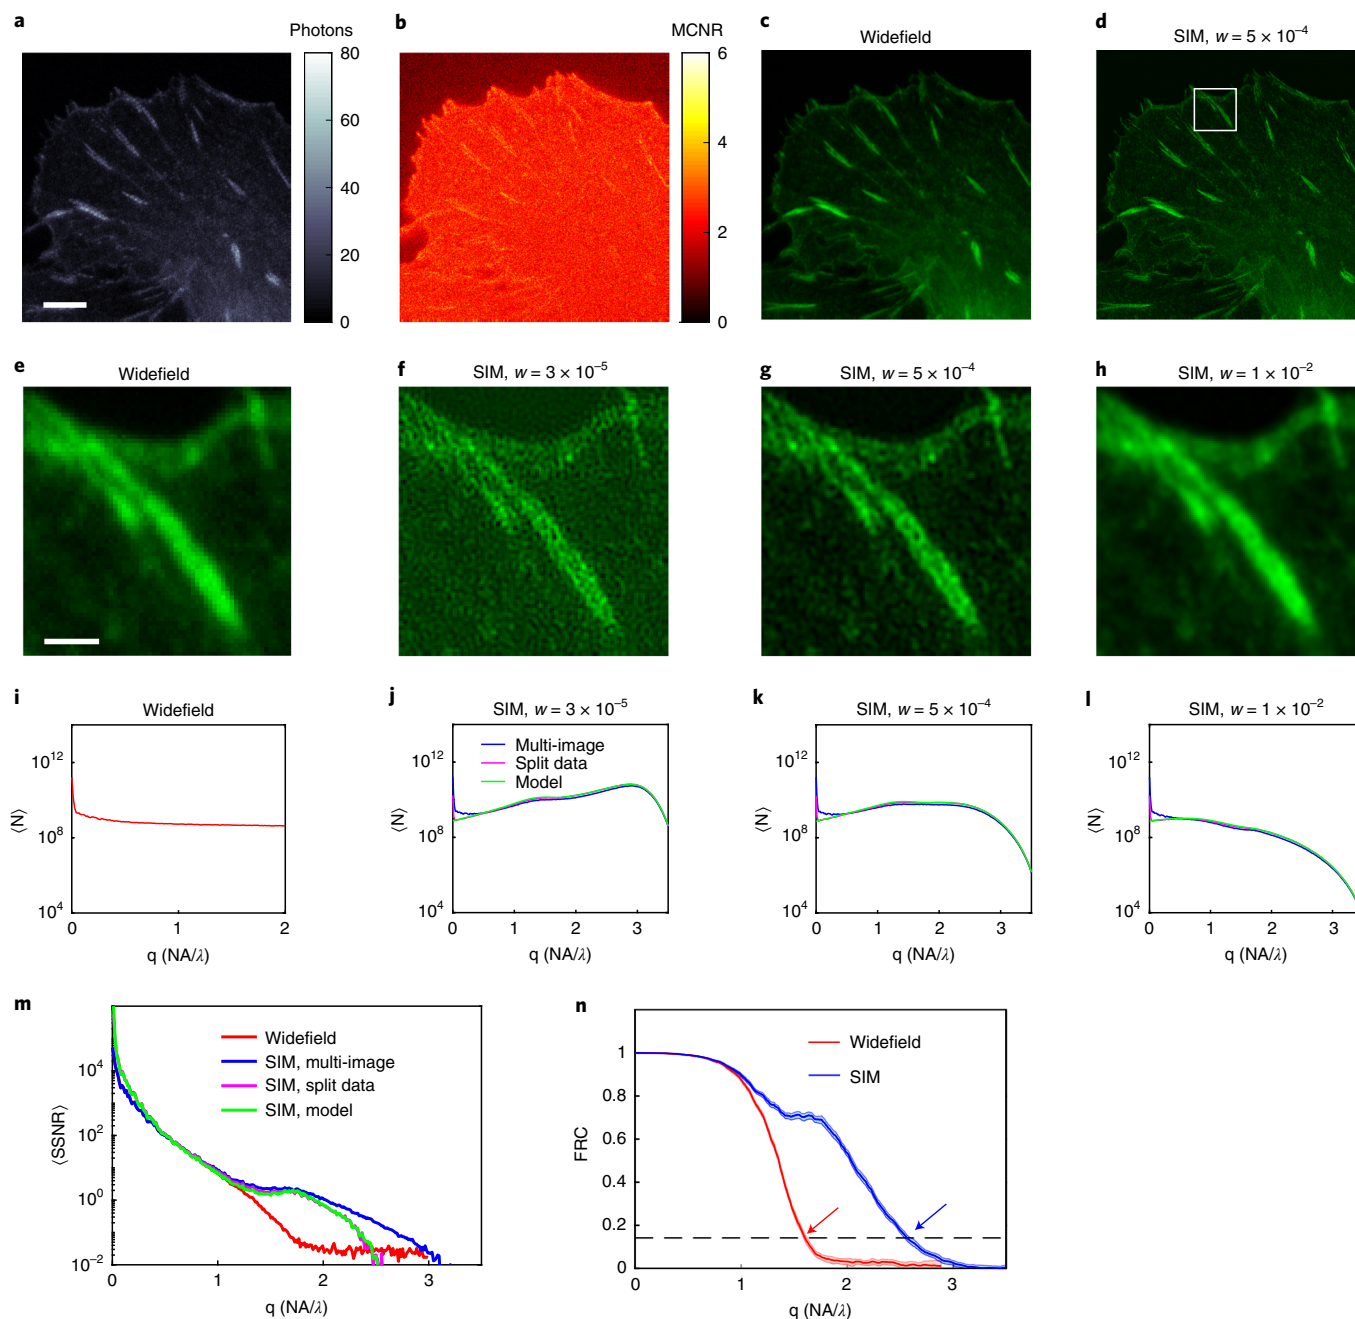 a
Photons
80
60
40
20
0
b
MCNR
6
4
2
0
c
Widefield
d
SIM, w = 5 × 10⁻⁴
e
Widefield
f
SIM, w = 3 × 10⁻⁵
g
SIM, w = 5 × 10⁻⁴
h
SIM, w = 1 × 10⁻²
i
Widefield
10¹²
10⁸
10⁴
⟨N⟩
0 1 2
q (NA/λ)
j
SIM, w = 3 × 10⁻⁵
Multi-image
Split data
Model
10¹²
10⁸
10⁴
⟨N⟩
0 1 2 3
q (NA/λ)
k
SIM, w = 5 × 10⁻⁴
10¹²
10⁸
10⁴
⟨N⟩
0 1 2 3
q (NA/λ)
l
SIM, w = 1 × 10⁻²
10¹²
10⁸
10⁴
⟨N⟩
0 1 2 3
q (NA/λ)
m
Widefield
SIM, multi-image
SIM, split data
SIM, model
10⁴
10²
10⁰
10⁻²
⟨SSNR⟩
0 1 2 3
q (NA/λ)
n
Widefield
SIM
1
0.8
0.6
0.4
0.2
0
FRC
0 1 2 3
q (NA/λ)